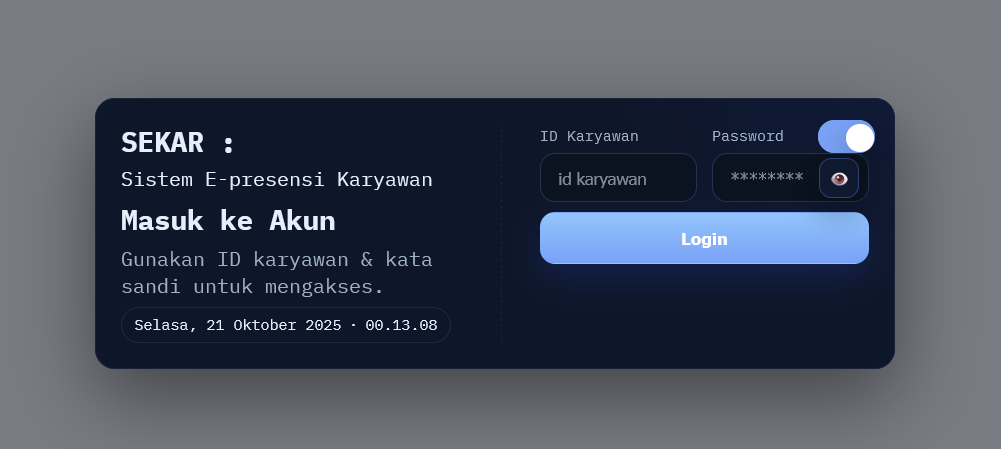 SEKAR :
Sistem E-presensi Karyawan
Masuk ke Akun
Gunakan ID karyawan & kata
sandi untuk mengakses.
Selasa, 21 Oktober 2025 · 00.13.08
ID Karyawan
id karyawan
Password
********
Login